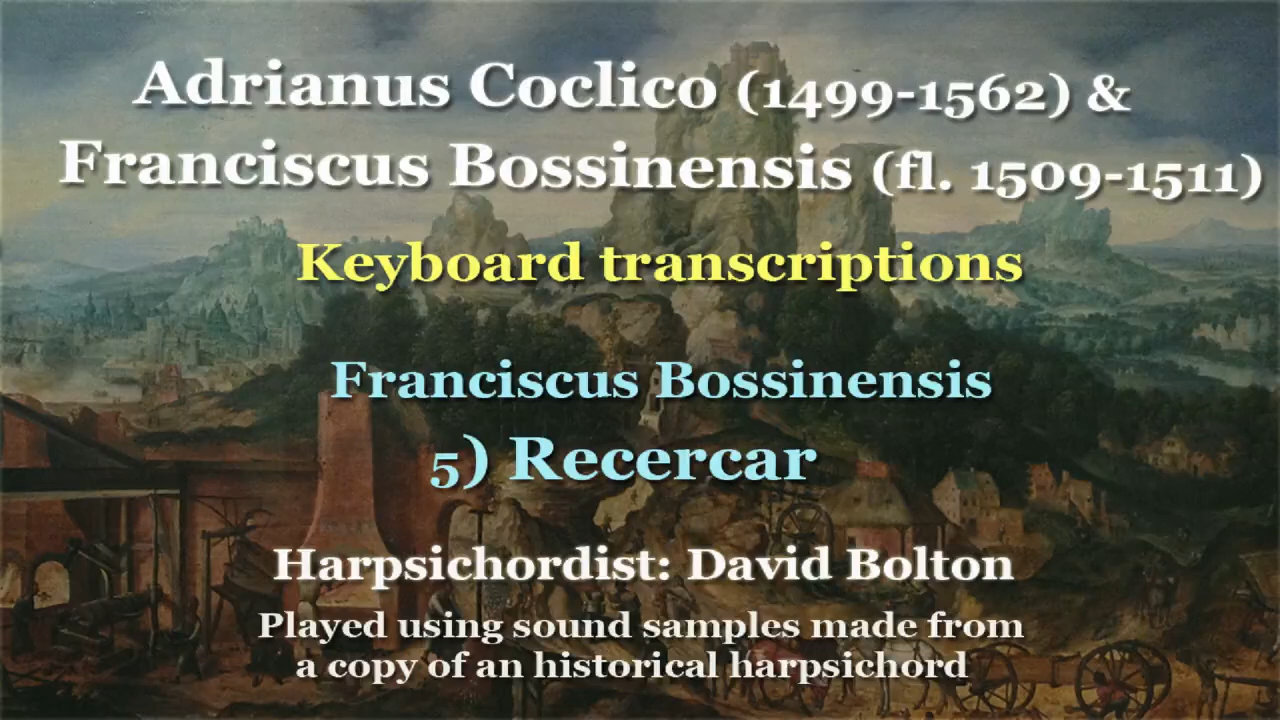 Adrianus Coclico (1499-1562) &
Franciscus Bossinensis (fl. 1509-1511)
Keyboard transcriptions
Franciscus Bossinensis
5) Recercar
Harpsichordist: David Bolton
Played using sound samples made from
a copy of an historical harpsichord